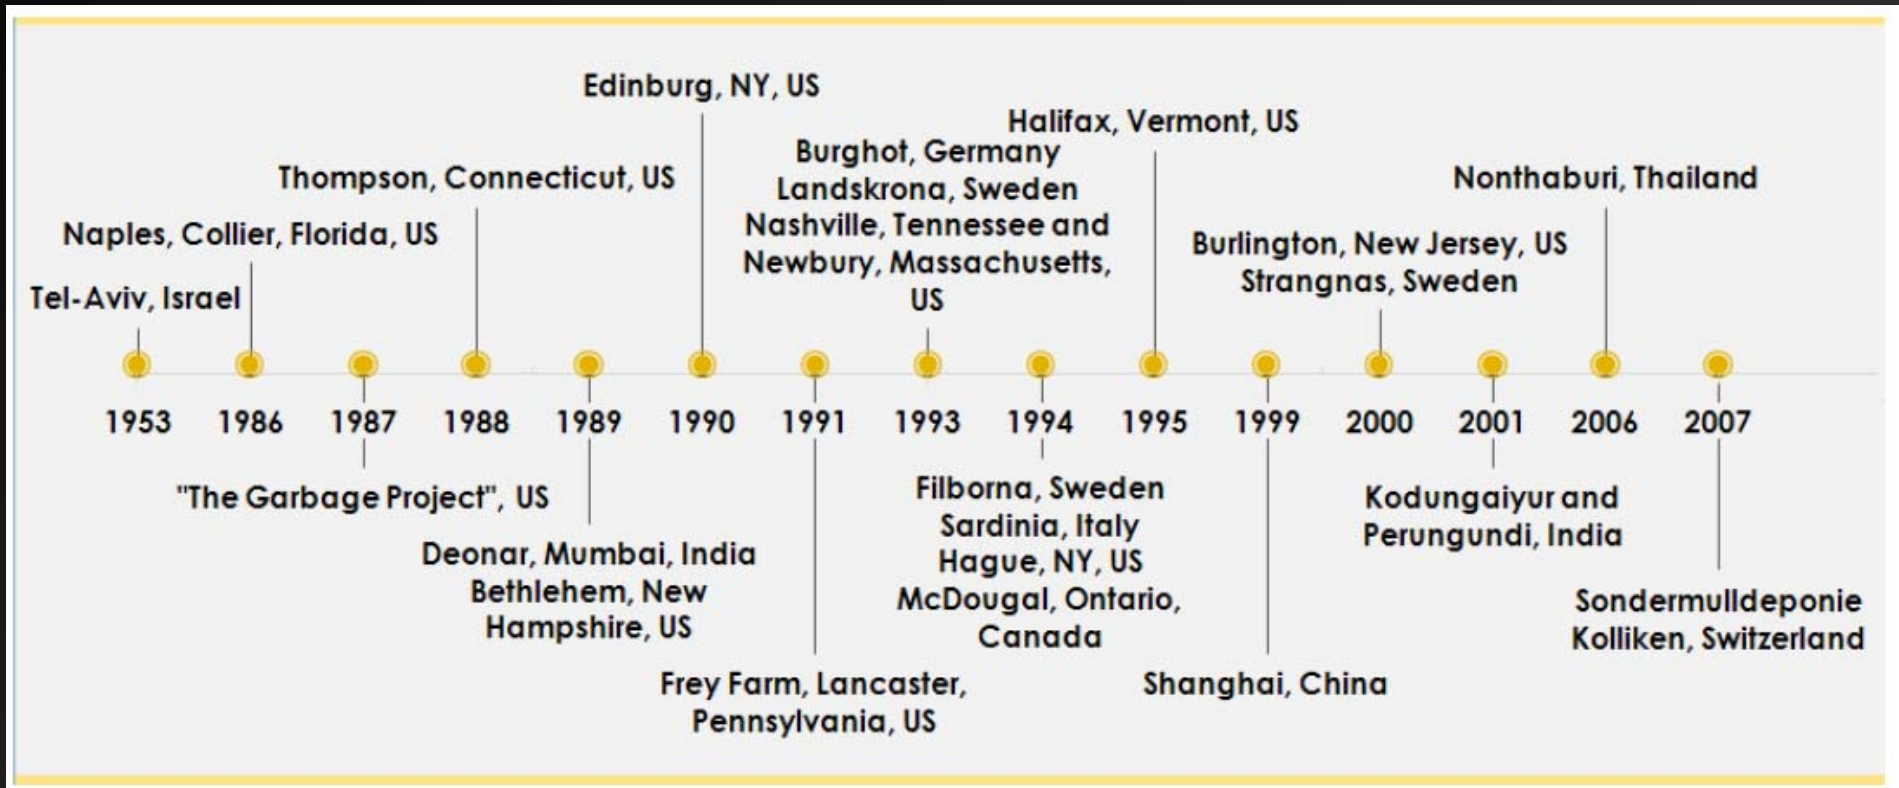 Edinburg, NY, US
Halifax, Vermont, US
Burghot, Germany
Landskrona, Sweden
Nashville, Tennessee and
Newbury, Massachusetts,
US
Thompson, Connecticut, US
Nonthaburi, Thailand
Naples, Collier, Florida, US
Burlington, New Jersey, US
Strangnas, Sweden
Tel-Aviv, Israel
1953 1986 1987 1988 1989 1990 1991 1993 1994 1995 1999 2000 2001 2006 2007
"The Garbage Project", US
Deonar, Mumbai, India
Bethlehem, New
Hampshire, US
Frey Farm, Lancaster,
Pennsylvania, US
Filborna, Sweden
Sardinia, Italy
Hague, NY, US
McDougal, Ontario,
Canada
Shanghai, China
Kodungaiyur and
Perungundi, India
Sondermulldeponie
Kolliken, Switzerland